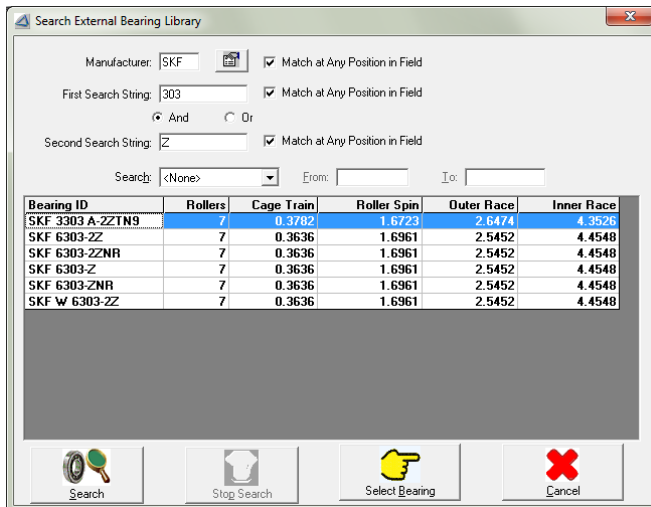 Search External Bearing Library
Manufacturer: SKF Match at Any Position in Field
First Search String: 303 Match at Any Position in Field
And Or
Second Search String: Z Match at Any Position in Field
Search: <None> From: To:
Bearing ID Rollers Cage Train Roller Spin Outer Race Inner Race
SKF 3303 A-2ZTN9 7 0.3782 1.6723 2.6474 4.3526
SKF 6303-2Z 7 0.3636 1.6961 2.5452 4.4548
SKF 6303-2ZNR 7 0.3636 1.6961 2.5452 4.4548
SKF 6303-Z 7 0.3636 1.6961 2.5452 4.4548
SKF 6303-ZNR 7 0.3636 1.6961 2.5452 4.4548
SKF W 6303-2Z 7 0.3636 1.6961 2.5452 4.4548
Search Stop Search Select Bearing Cancel